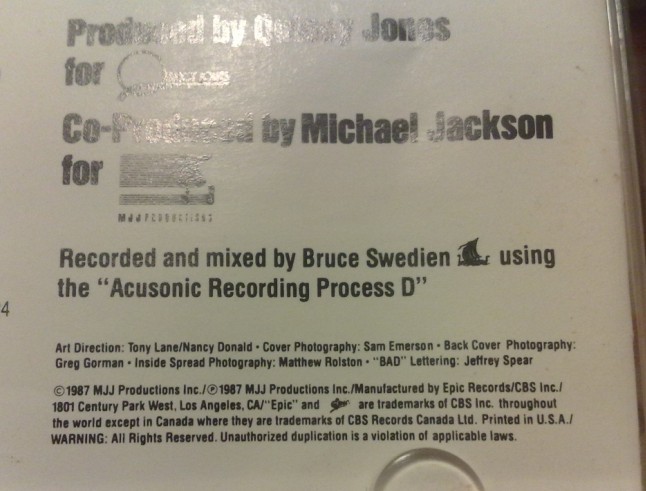 Produced by Quincy Jones
for
Co-Produced by Michael Jackson
for
MJJ PRODUCTIONS
Recorded and mixed by Bruce Swedien using
the “Acusonic Recording Process D”
4
Art Direction: Tony Lane/Nancy Donald • Cover Photography: Sam Emerson • Back Cover Photography:
Greg Gorman • Inside Spread Photography: Matthew Rolston • “BAD” Lettering: Jeffrey Spear
©1987 MJJ Productions Inc./℗1987 MJJ Productions Inc./Manufactured by Epic Records/CBS Inc./
1801 Century Park West, Los Angeles, CA/“Epic” and are trademarks of CBS Inc. throughout
the world except in Canada where they are trademarks of CBS Records Canada Ltd. Printed in U.S.A./
WARNING: All Rights Reserved. Unauthorized duplication is a violation of applicable laws.